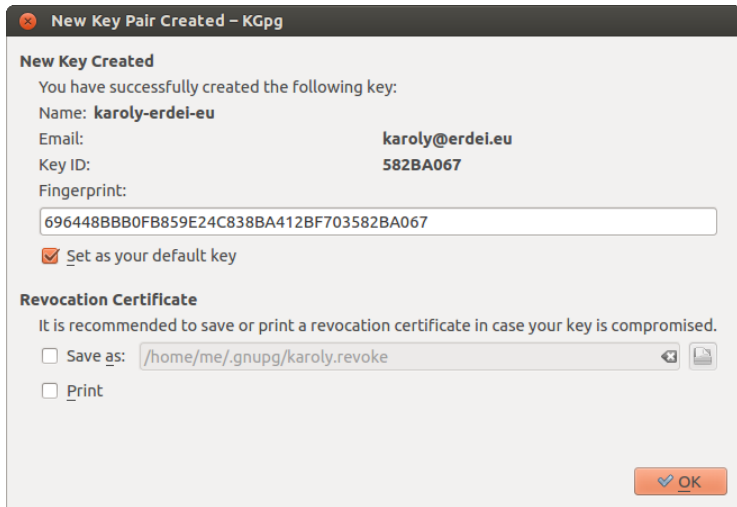 New Key Pair Created – KGpg
New Key Created
You have successfully created the following key:
Name: karoly-erdei-eu
Email: karoly@erdei.eu
Key ID: 582BA067
Fingerprint:
696448BBB0FB859E24C838BA412BF703582BA067
Set as your default key
Revocation Certificate
It is recommended to save or print a revocation certificate in case your key is compromised.
Save as: /home/me/.gnupg/karoly.revoke
Print
OK